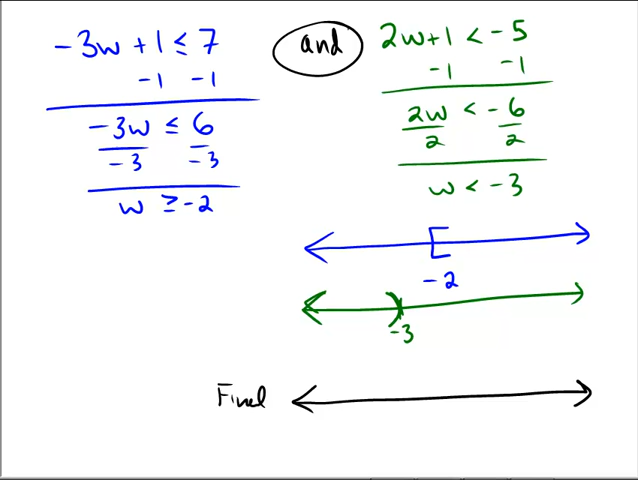 -3w + 1 ≤ 7
-1 -1
-3w ≤ 6
-3 -3
w ≥ -2
and
2w+1 < -5
-1 -1
2w < -6
2 2
w < -3
[
-2
)
-3
Final